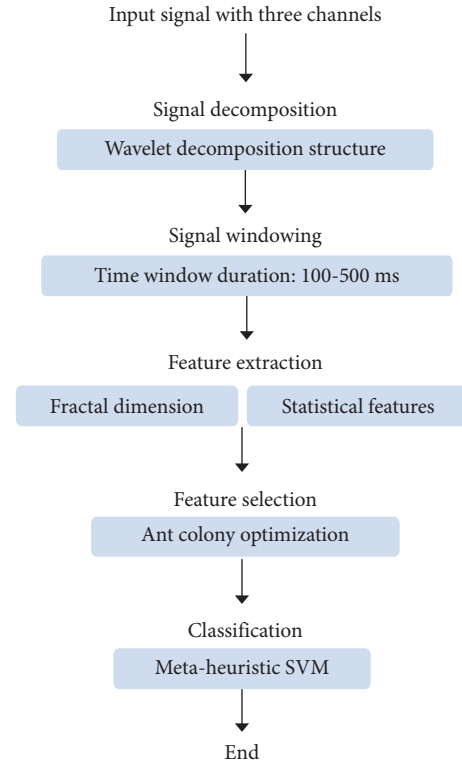 Input signal with three channels
Signal decomposition
Wavelet decomposition structure
Signal windowing
Time window duration: 100-500 ms
Feature extraction
Fractal dimension
Statistical features
Feature selection
Ant colony optimization
Classification
Meta-heuristic SVM
End